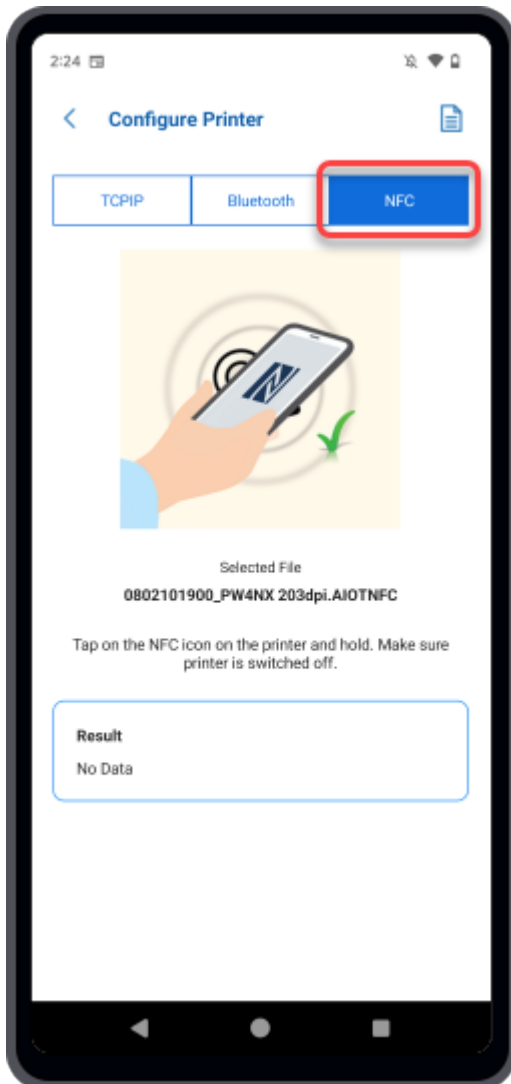 2:24
Configure Printer
TCPIP
Bluetooth
NFC
Selected File
0802101900_PW4NX 203dpi.AIOTNFC
Tap on the NFC icon on the printer and hold. Make sure
printer is switched off.
Result
No Data